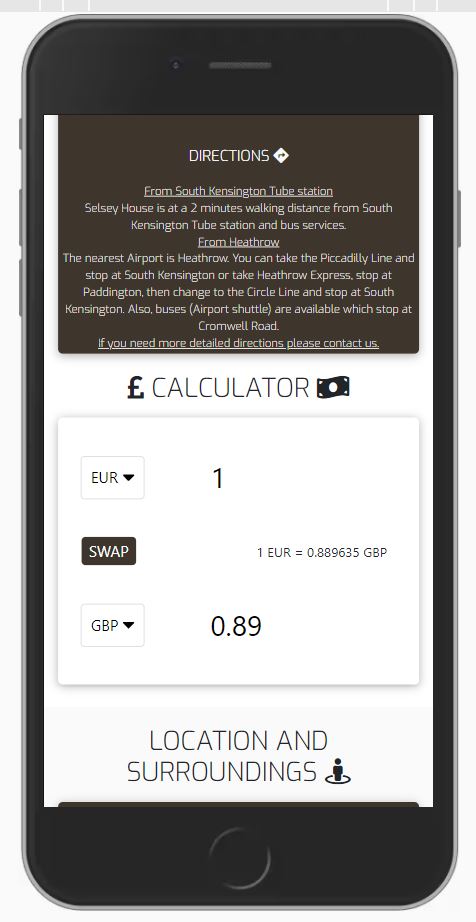 DIRECTIONS
From South Kensington Tube station
Selsey House is at a 2 minutes walking distance from South
Kensington Tube station and bus services.
From Heathrow
The nearest Airport is Heathrow. You can take the Piccadilly Line and
stop at South Kensington or take Heathrow Express, stop at
Paddington, then change to the Circle Line and stop at South
Kensington. Also, buses (Airport shuttle) are available which stop at
Cromwell Road.
If you need more detailed directions please contact us.
£ CALCULATOR
EUR 1
SWAP 1 EUR = 0.889635 GBP
GBP 0.89
LOCATION AND
SURROUNDINGS